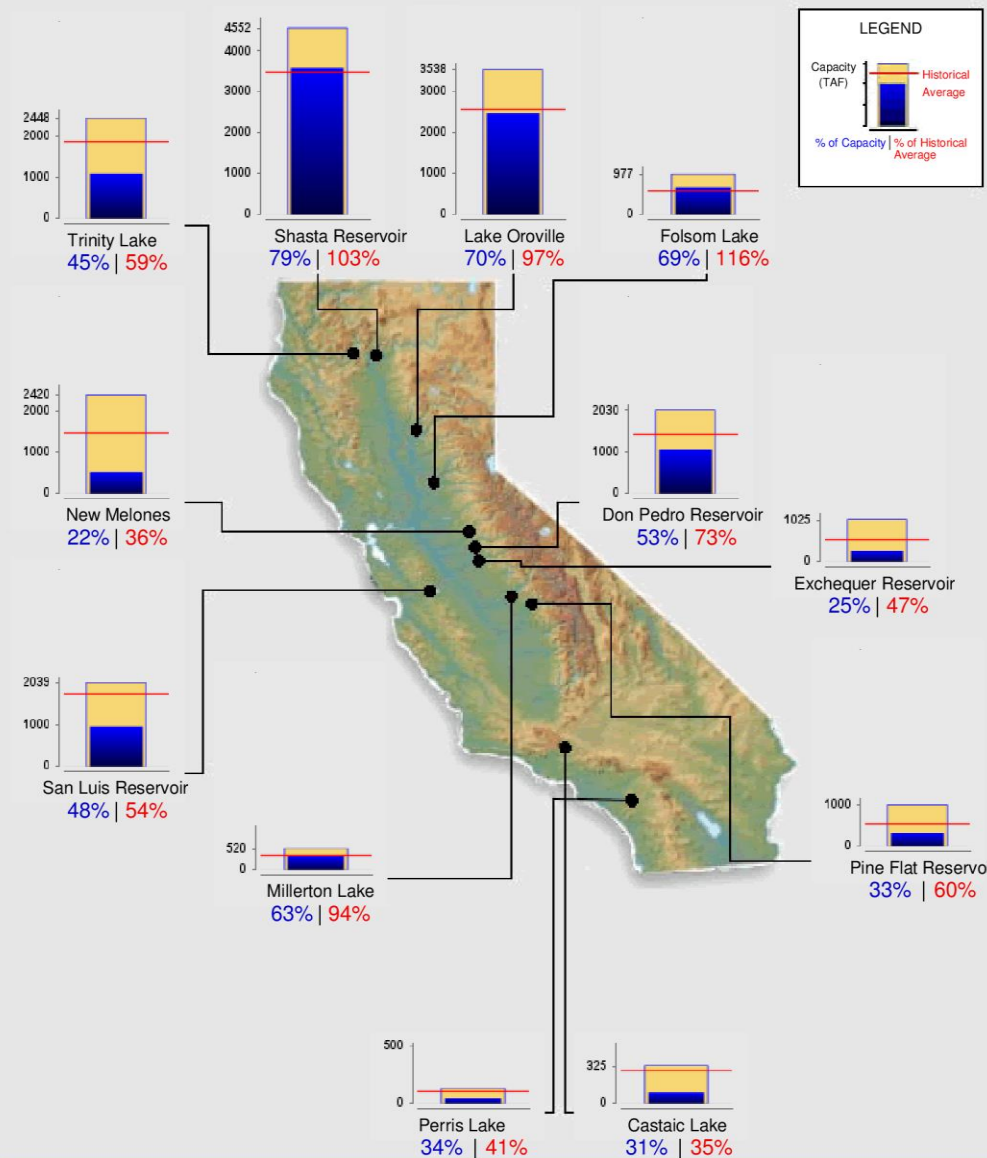 LEGEND
Capacity
(TAF)
Historical
Average
% of Capacity | % of Historical
Average
2448
2000
1000
0
Trinity Lake
45% | 59%
4552
4000
3000
2000
1000
0
Shasta Reservoir
79% | 103%
3538
3000
2000
1000
0
Lake Oroville
70% | 97%
977
0
Folsom Lake
69% | 116%
2420
2000
1000
0
New Melones
22% | 36%
2030
1000
0
Don Pedro Reservoir
53% | 73%
1025
0
Exchequer Reservoir
25% | 47%
2039
1000
0
San Luis Reservoir
48% | 54%
520
0
Millerton Lake
63% | 94%
1000
0
Pine Flat Reservo
33% | 60%
500
0
Perris Lake
34% | 41%
325
0
Castaic Lake
31% | 35%